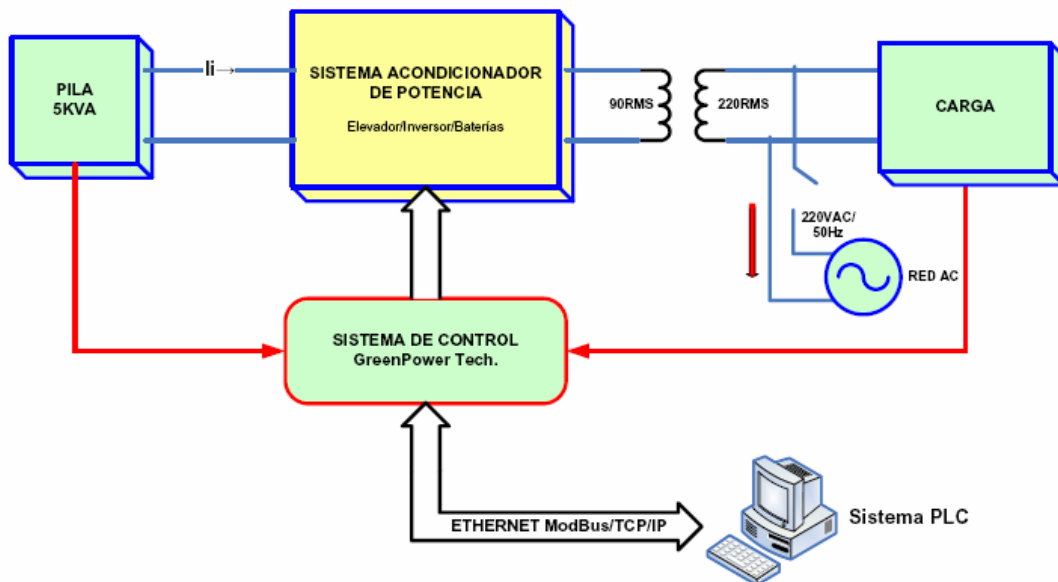 PILA
5KVA
Ii→
SISTEMA ACONDICIONADOR
DE POTENCIA
Elevador/Inversor/Baterías
90RMS
220RMS
CARGA
220VAC/
50Hz
RED AC
SISTEMA DE CONTROL
GreenPower Tech.
ETHERNET ModBus/TCP/IP
Sistema PLC